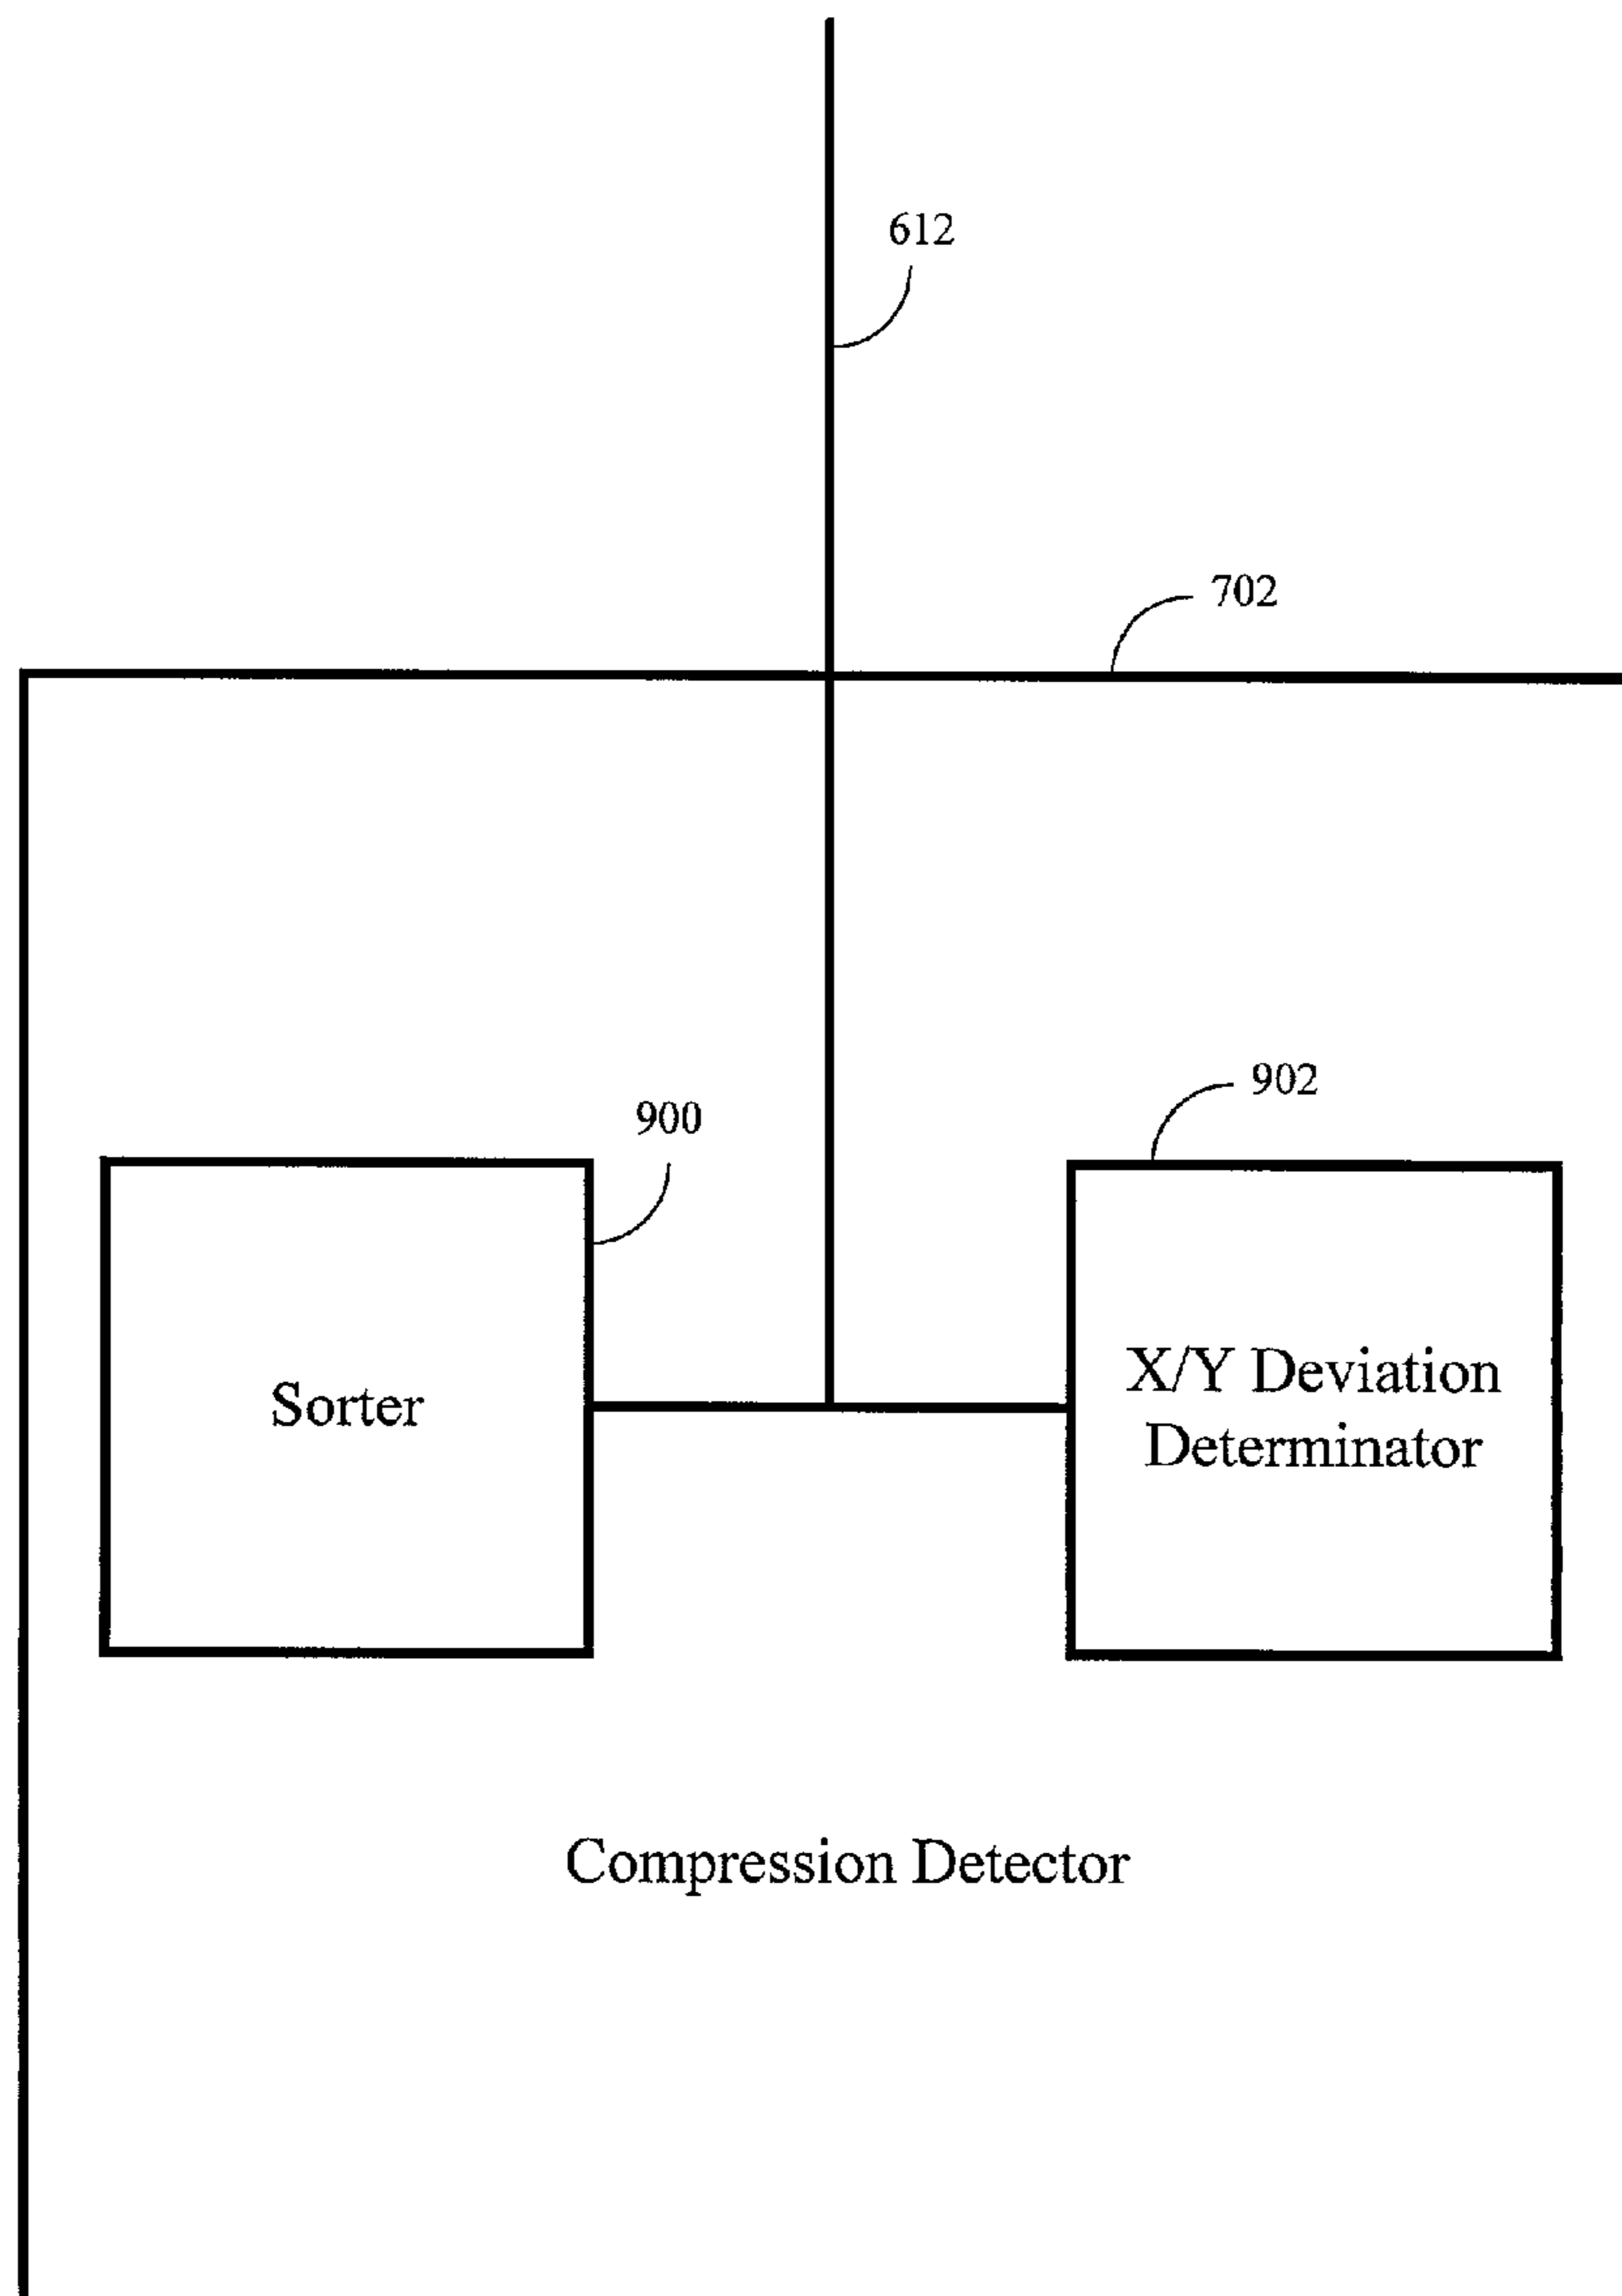 612
702
902
900
X/Y Deviation
Determinator
Sorter
Compression Detector